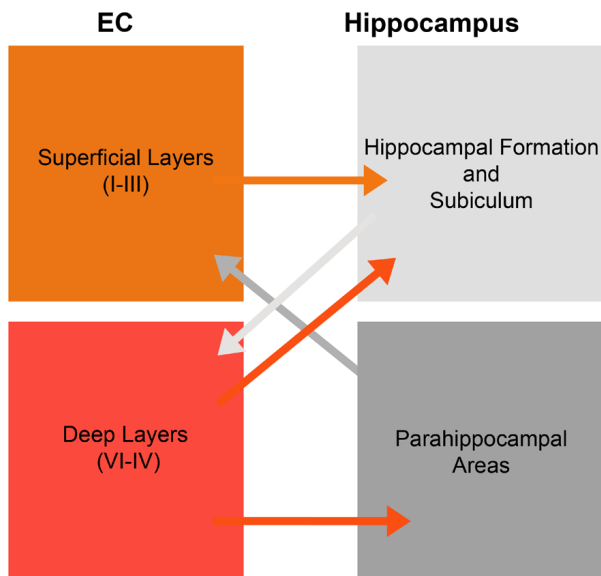 EC
Hippocampus
Superficial Layers
(I-III)
Hippocampal Formation
and
Subiculum
Deep Layers
(VI-IV)
Parahippocampal
Areas